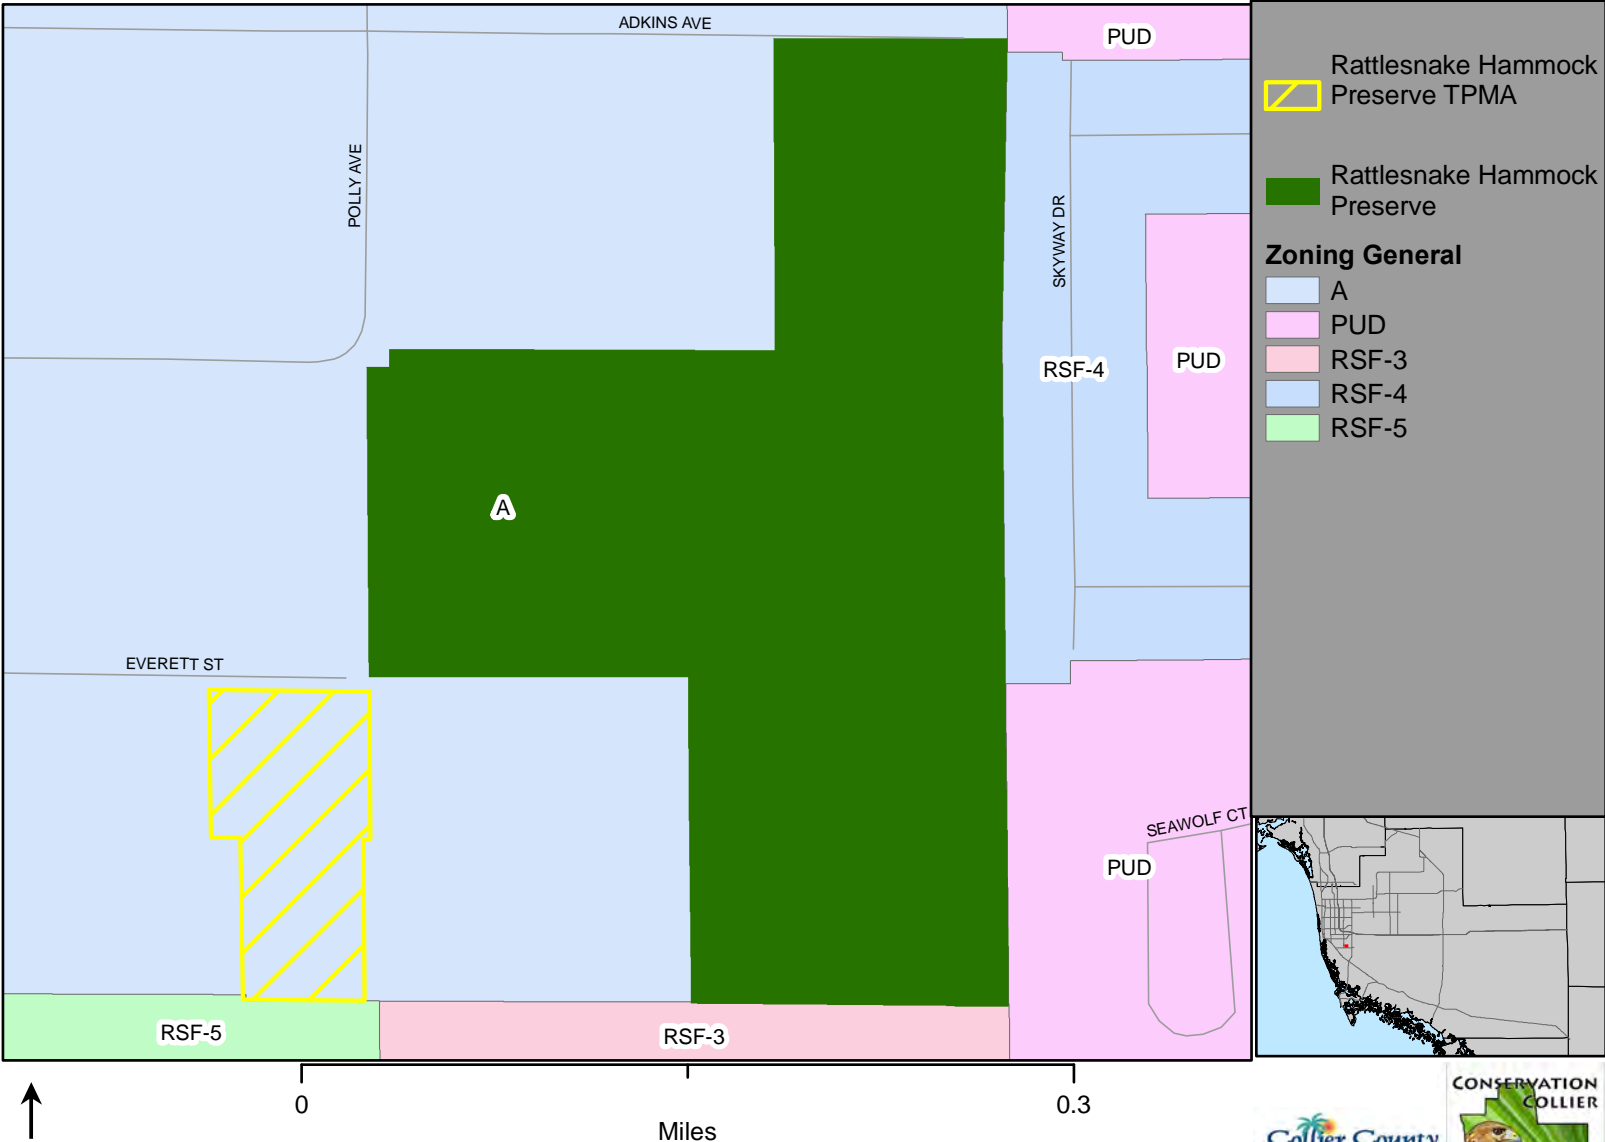 ADKINS AVE
PUD
POLLY AVE
SKYWAY DR
RSF-4
PUD
A
EVERETT ST
SEAWOLF CT
PUD
RSF-5
RSF-3
0
0.3
Miles
Rattlesnake Hammock
Preserve TPMA
Rattlesnake Hammock
Preserve
Zoning General
A
PUD
RSF-3
RSF-4
RSF-5
Collier County
CONSERVATION
COLLIER